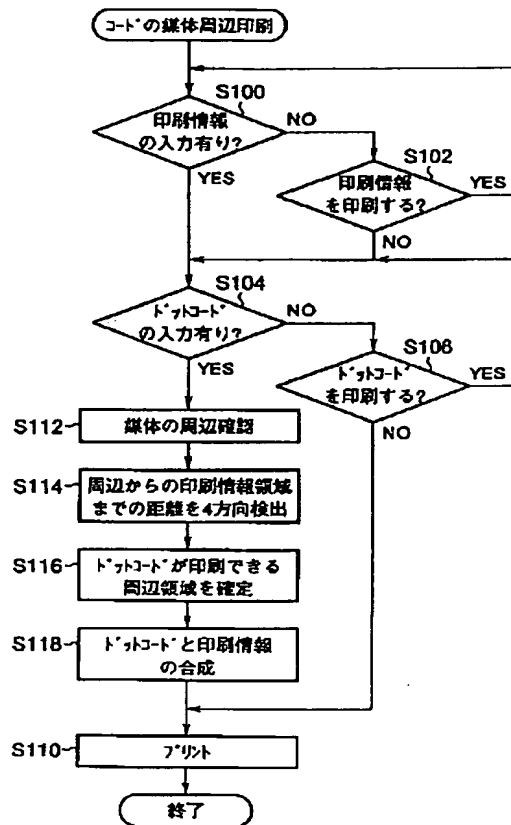 コードの媒体周辺印刷
S100
印刷情報
の入力有り?
NO
YES
S102
印刷情報
を印刷する?
YES
NO
S104
ドットコード
の入力有り?
NO
YES
S106
ドットコード
を印刷する?
YES
NO
S112
媒体の周辺確認
S114
周辺からの印刷情報領域
までの距離を4方向検出
S116
ドットコードが印刷できる
周辺領域を確定
S118
ドットコードと印刷情報
の合成
S110
プリント
終了